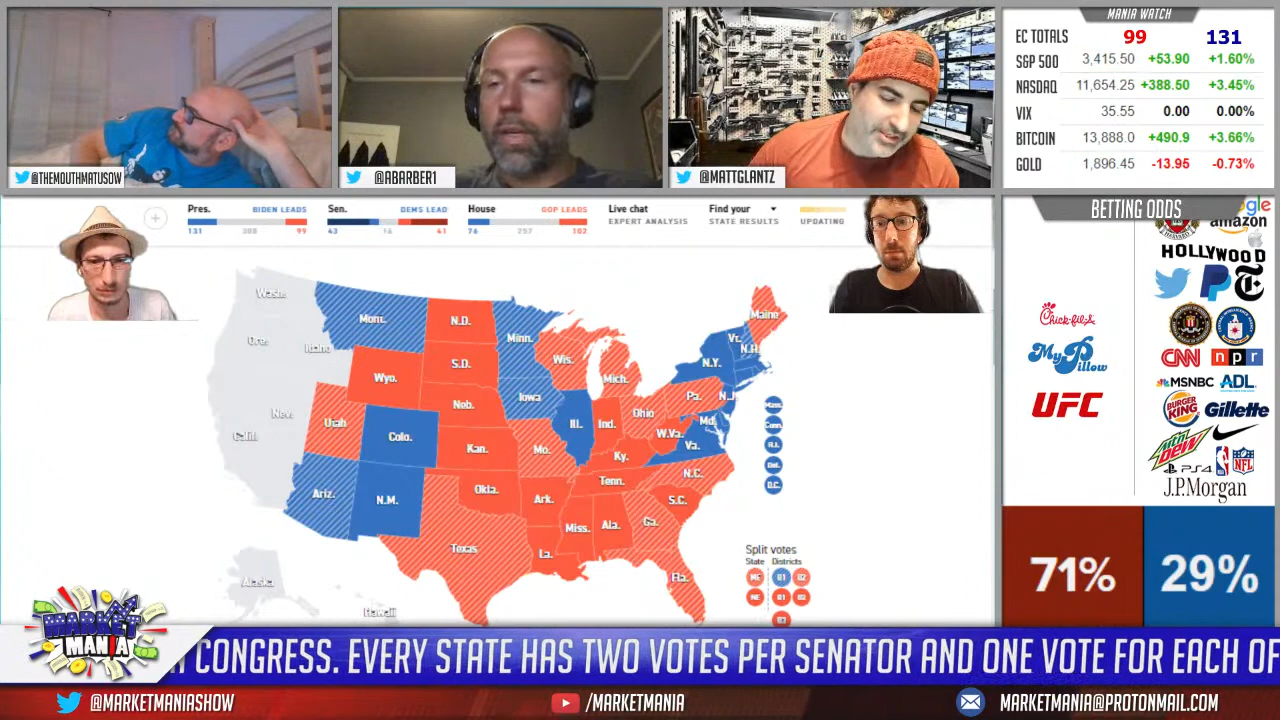 @THEMOUTHMATUSOW
@ABARBER1
@MATTGLANTZ
MANIA WATCH
EC TOTALS 99 131
S&P 500 3,415.50 +53.90 +1.60%
NASDAQ 11,654.25 +388.50 +3.45%
VIX 35.55 0.00 0.00%
BITCOIN 13,888.0 +490.9 +3.66%
GOLD 1,896.45 -13.95 -0.73%
Pres. BIDEN LEADS
131 308 99
Sen. DEMS LEAD
43 16 41
House GOP LEADS
76 257 102
Live chat
EXPERT ANALYSIS
Find your
STATE RESULTS
UPDATING
Wash.
Mont.
N.D.
Minn.
Maine
Ore.
Idaho
S.D.
Wis.
Vt.
N.H.
N.Y.
Wyo.
Mich.
Nev.
Utah
Colo.
Neb.
Iowa
Ill.
Ind.
Ohio
Pa.
N.J.
Calif.
Kan.
Mo.
Ky.
W.Va.
Va.
Md.
Mass.
Conn.
R.I.
Del.
D.C.
Ariz.
N.M.
Okla.
Ark.
Tenn.
N.C.
S.C.
Texas
La.
Miss.
Ala.
Ga.
Fla.
Alaska
Hawaii
Split votes
State Districts
ME 01 02
NE 01 02
03
BETTING ODDS
gle
amazon
HOLLYWOOD
Chick-fil-A
MyPillow
UFC
CNN
npr
MSNBC
ADL
BURGER KING
Gillette
Mtn DEW
PS4
NBA
NFL
J.P.Morgan
71% 29%
MARKET
MANIA
CONGRESS. EVERY STATE HAS TWO VOTES PER SENATOR AND ONE VOTE FOR EACH OF
@MARKETMANIASHOW
/MARKETMANIA
MARKETMANIA@PROTONMAIL.COM